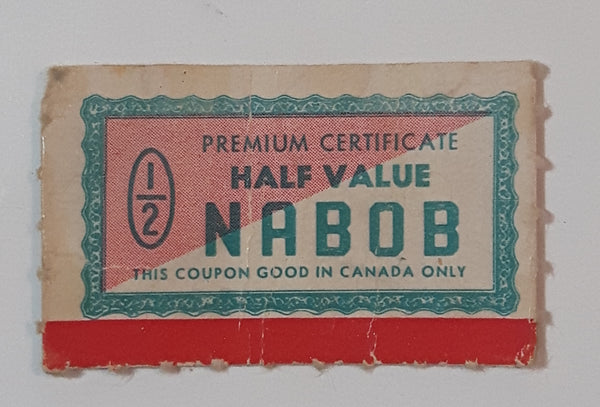 PREMIUM CERTIFICATE
1/2
HALF VALUE
NABOB
THIS COUPON GOOD IN CANADA ONLY